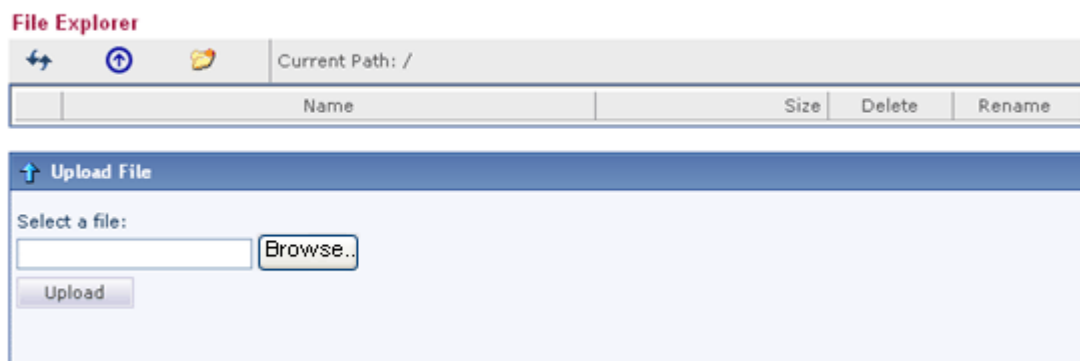 File Explorer
Current Path: /
Name Size Delete Rename
Upload File
Select a file:
Browse..
Upload